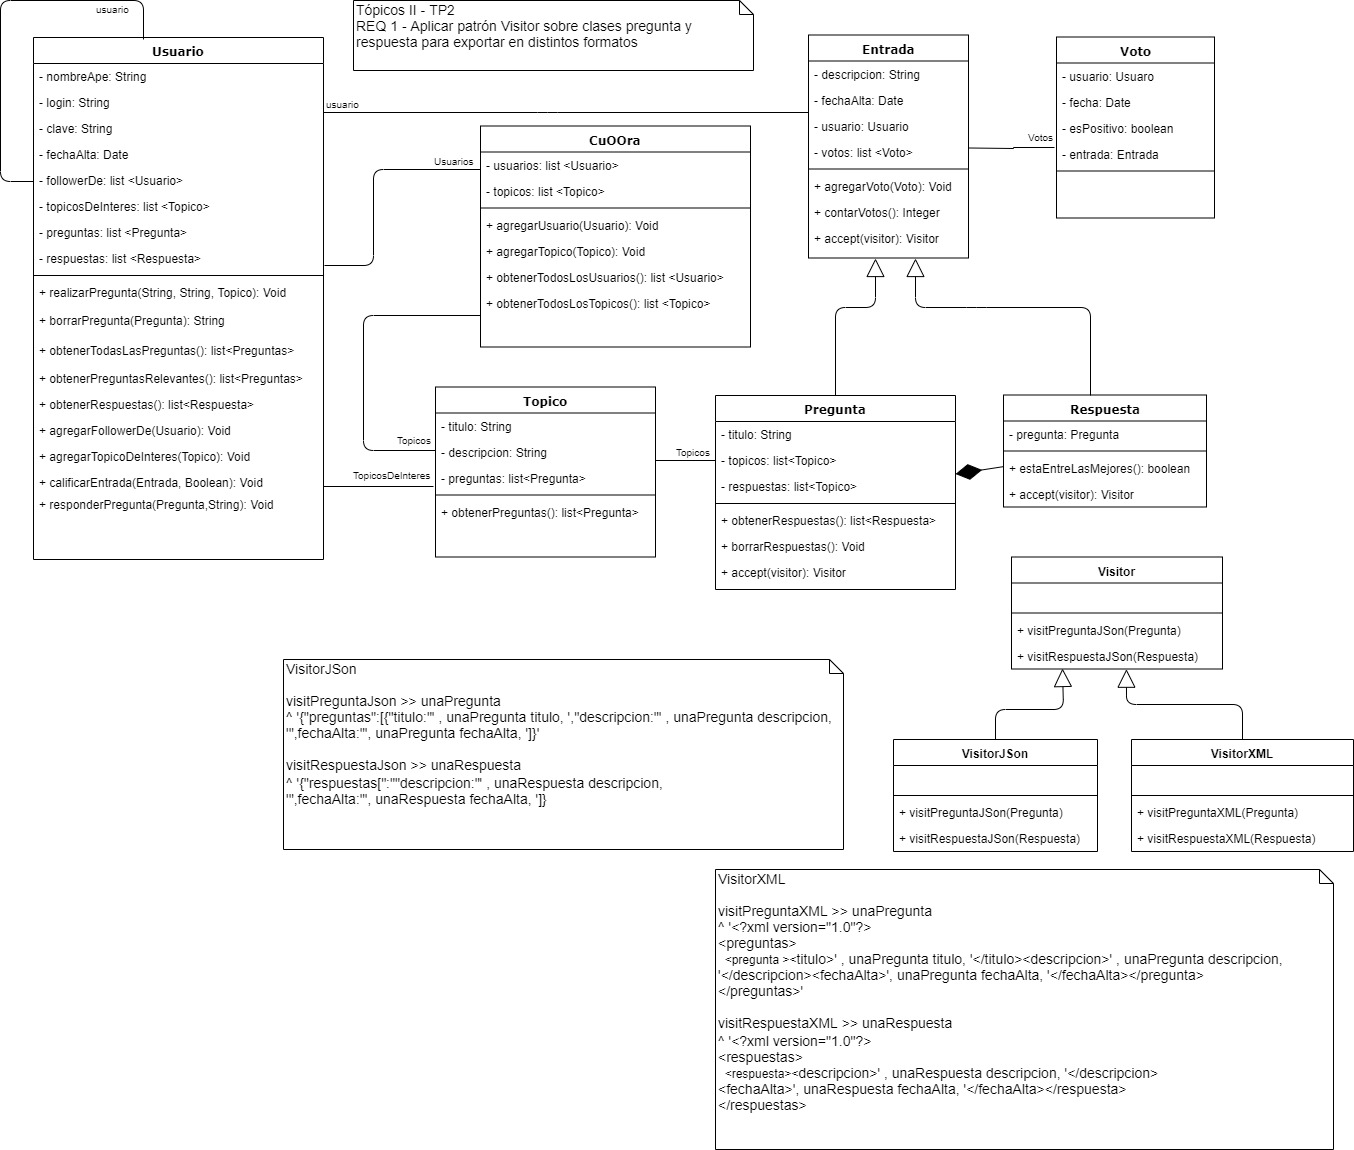 usuario
Tópicos II - TP2
REQ 1 - Aplicar patrón Visitor sobre clases pregunta y
respuesta para exportar en distintos formatos
Usuario
- nombreApe: String
- login: String
- clave: String
- fechaAlta: Date
- followerDe: list <Usuario>
- topicosDeInteres: list <Topico>
- preguntas: list <Pregunta>
- respuestas: list <Respuesta>
+ realizarPregunta(String, String, Topico): Void
+ borrarPregunta(Pregunta): String
+ obtenerTodasLasPreguntas(): list<Preguntas>
+ obtenerPreguntasRelevantes(): list<Preguntas>
+ obtenerRespuestas(): list<Respuesta>
+ agregarFollowerDe(Usuario): Void
+ agregarTopicoDeInteres(Topico): Void
+ calificarEntrada(Entrada, Boolean): Void
+ responderPregunta(Pregunta,String): Void
usuario
Usuarios
CuOOra
- usuarios: list <Usuario>
- topicos: list <Topico>
+ agregarUsuario(Usuario): Void
+ agregarTopico(Topico): Void
+ obtenerTodosLosUsuarios(): list <Usuario>
+ obtenerTodosLosTopicos(): list <Topico>
Entrada
- descripcion: String
- fechaAlta: Date
- usuario: Usuario
- votos: list <Voto>
+ agregarVoto(Voto): Void
+ contarVotos(): Integer
+ accept(visitor): Visitor
Votos
Voto
- usuario: Usuaro
- fecha: Date
- esPositivo: boolean
- entrada: Entrada
Topicos
TopicosDeInteres
Topico
- titulo: String
- descripcion: String
- preguntas: list<Pregunta>
+ obtenerPreguntas(): list<Pregunta>
Topicos
Pregunta
- titulo: String
- topicos: list<Topico>
- respuestas: list<Topico>
+ obtenerRespuestas(): list<Respuesta>
+ borrarRespuestas(): Void
+ accept(visitor): Visitor
Respuesta
- pregunta: Pregunta
+ estaEntreLasMejores(): boolean
+ accept(visitor): Visitor
Visitor
+ visitPreguntaJSon(Pregunta)
+ visitRespuestaJSon(Respuesta)
VisitorJSon
+ visitPreguntaJSon(Pregunta)
+ visitRespuestaJSon(Respuesta)
VisitorXML
+ visitPreguntaXML(Pregunta)
+ visitRespuestaXML(Respuesta)
VisitorJSon
visitPreguntaJson >> unaPregunta
^ '{"preguntas":[{"titulo:"' , unaPregunta titulo, ',"descripcion:"' , unaPregunta descripcion,
'",fechaAlta:"', unaPregunta fechaAlta, ']}'
visitRespuestaJson >> unaRespuesta
^ '{"respuestas[":""descripcion:"' , unaRespuesta descripcion,
'",fechaAlta:"', unaRespuesta fechaAlta, ']}
VisitorXML
visitPreguntaXML >> unaPregunta
^ '<?xml version="1.0"?>
<preguntas>
<pregunta ><titulo>' , unaPregunta titulo, '</titulo><descripcion>' , unaPregunta descripcion,
'</descripcion><fechaAlta>', unaPregunta fechaAlta, '</fechaAlta></pregunta>
</preguntas>'
visitRespuestaXML >> unaRespuesta
^ '<?xml version="1.0"?>
<respuestas>
<respuesta><descripcion>' , unaRespuesta descripcion, '</descripcion>
<fechaAlta>', unaRespuesta fechaAlta, '</fechaAlta></respuesta>
</respuestas>